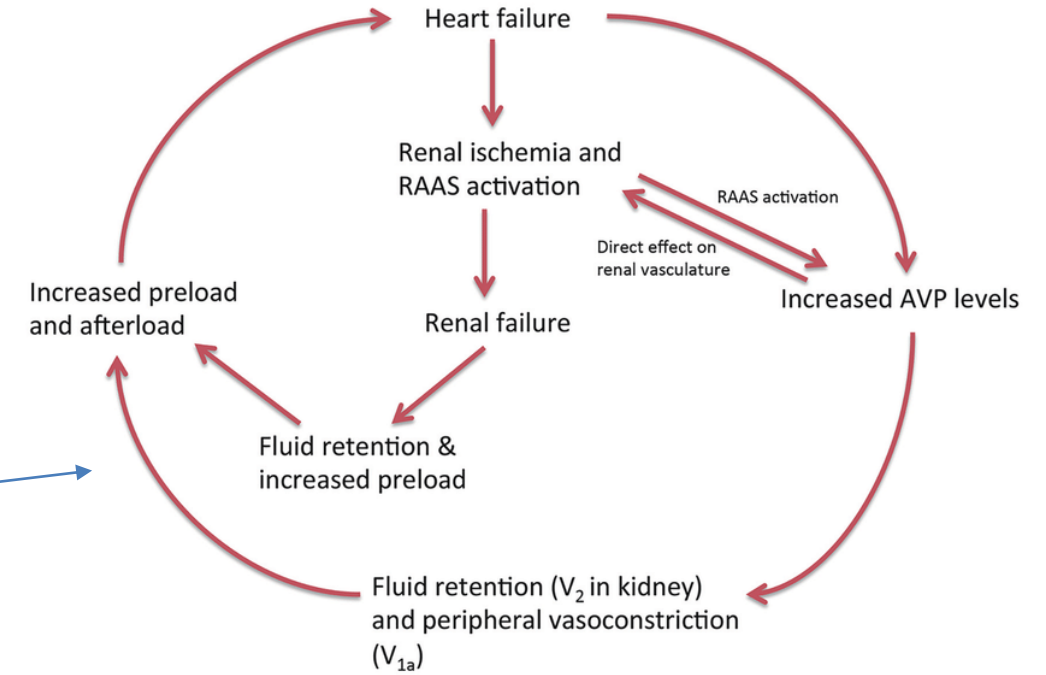 Heart failure
Renal ischemia and
RAAS activation
RAAS activation
Direct effect on
renal vasculature
Increased preload
and afterload
Increased AVP levels
Renal failure
Fluid retention &
increased preload
Fluid retention (V₂ in kidney)
and peripheral vasoconstriction
(V₁ₐ)